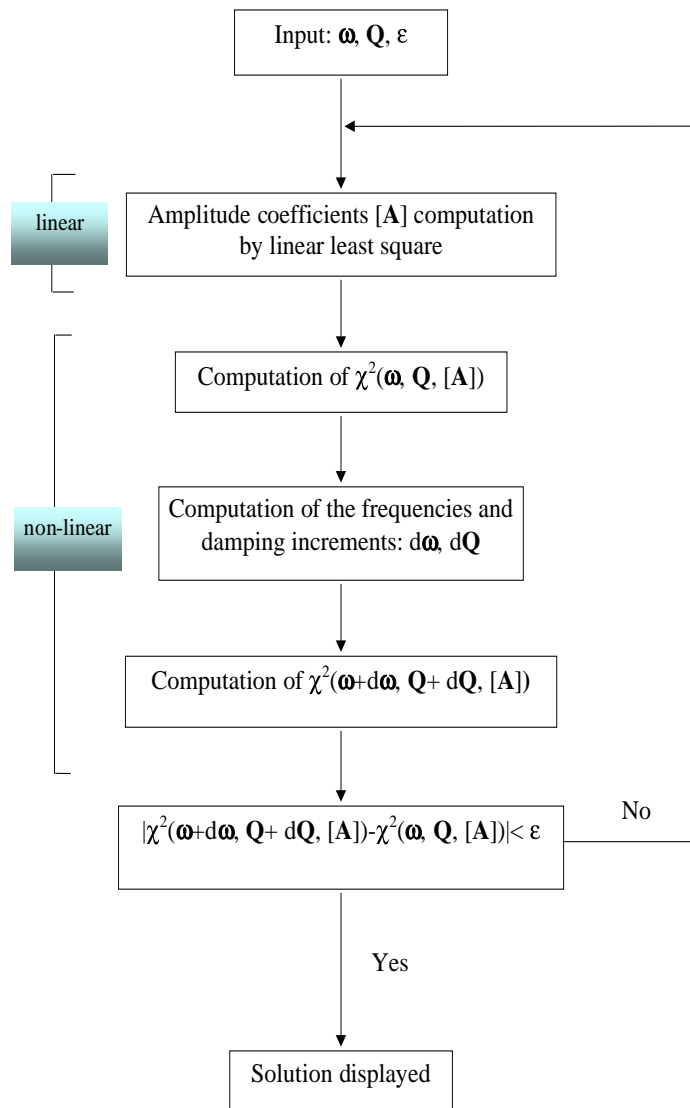 Input: ω, Q, ε
linear
Amplitude coefficients [A] computation
by linear least square
Computation of χ²(ω, Q, [A])
non-linear
Computation of the frequencies and
damping increments: dω, dQ
Computation of χ²(ω+dω, Q+ dQ, [A])
|χ²(ω+dω, Q+ dQ, [A])-χ²(ω, Q, [A])|< ε
No
Yes
Solution displayed